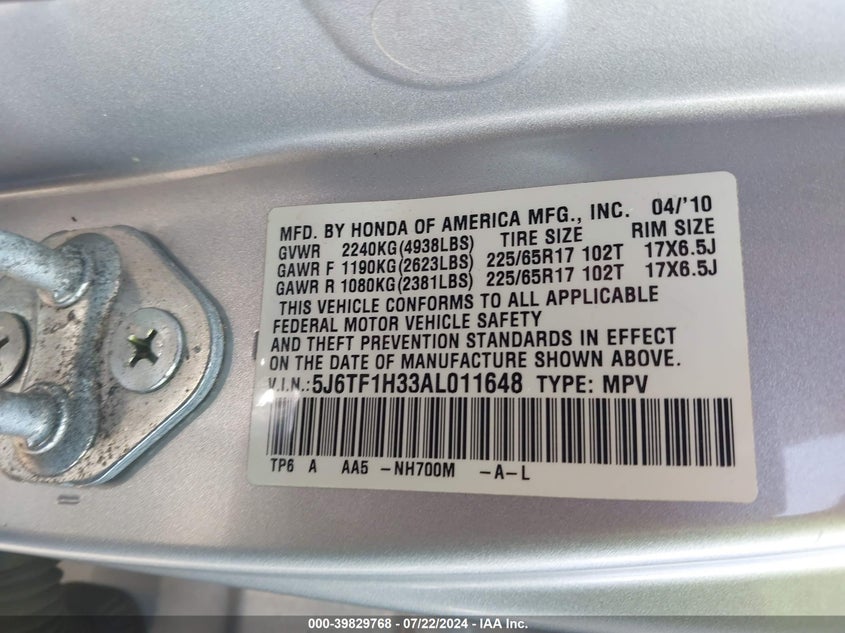 MFD. BY HONDA OF AMERICA MFG., INC. 04/'10
GVWR 2240KG(4938LBS) TIRE SIZE RIM SIZE
GAWR F 1190KG(2623LBS) 225/65R17 102T 17X6.5J
GAWR R 1080KG(2381LBS) 225/65R17 102T 17X6.5J
THIS VEHICLE CONFORMS TO ALL APPLICABLE
FEDERAL MOTOR VEHICLE SAFETY
AND THEFT PREVENTION STANDARDS IN EFFECT
ON THE DATE OF MANUFACTURE SHOWN ABOVE.
V.I.N.:5J6TF1H33AL011648 TYPE: MPV
TP6 A AA5 -NH700M -A-L
000-39829768 - 07/22/2024 - IAA Inc.